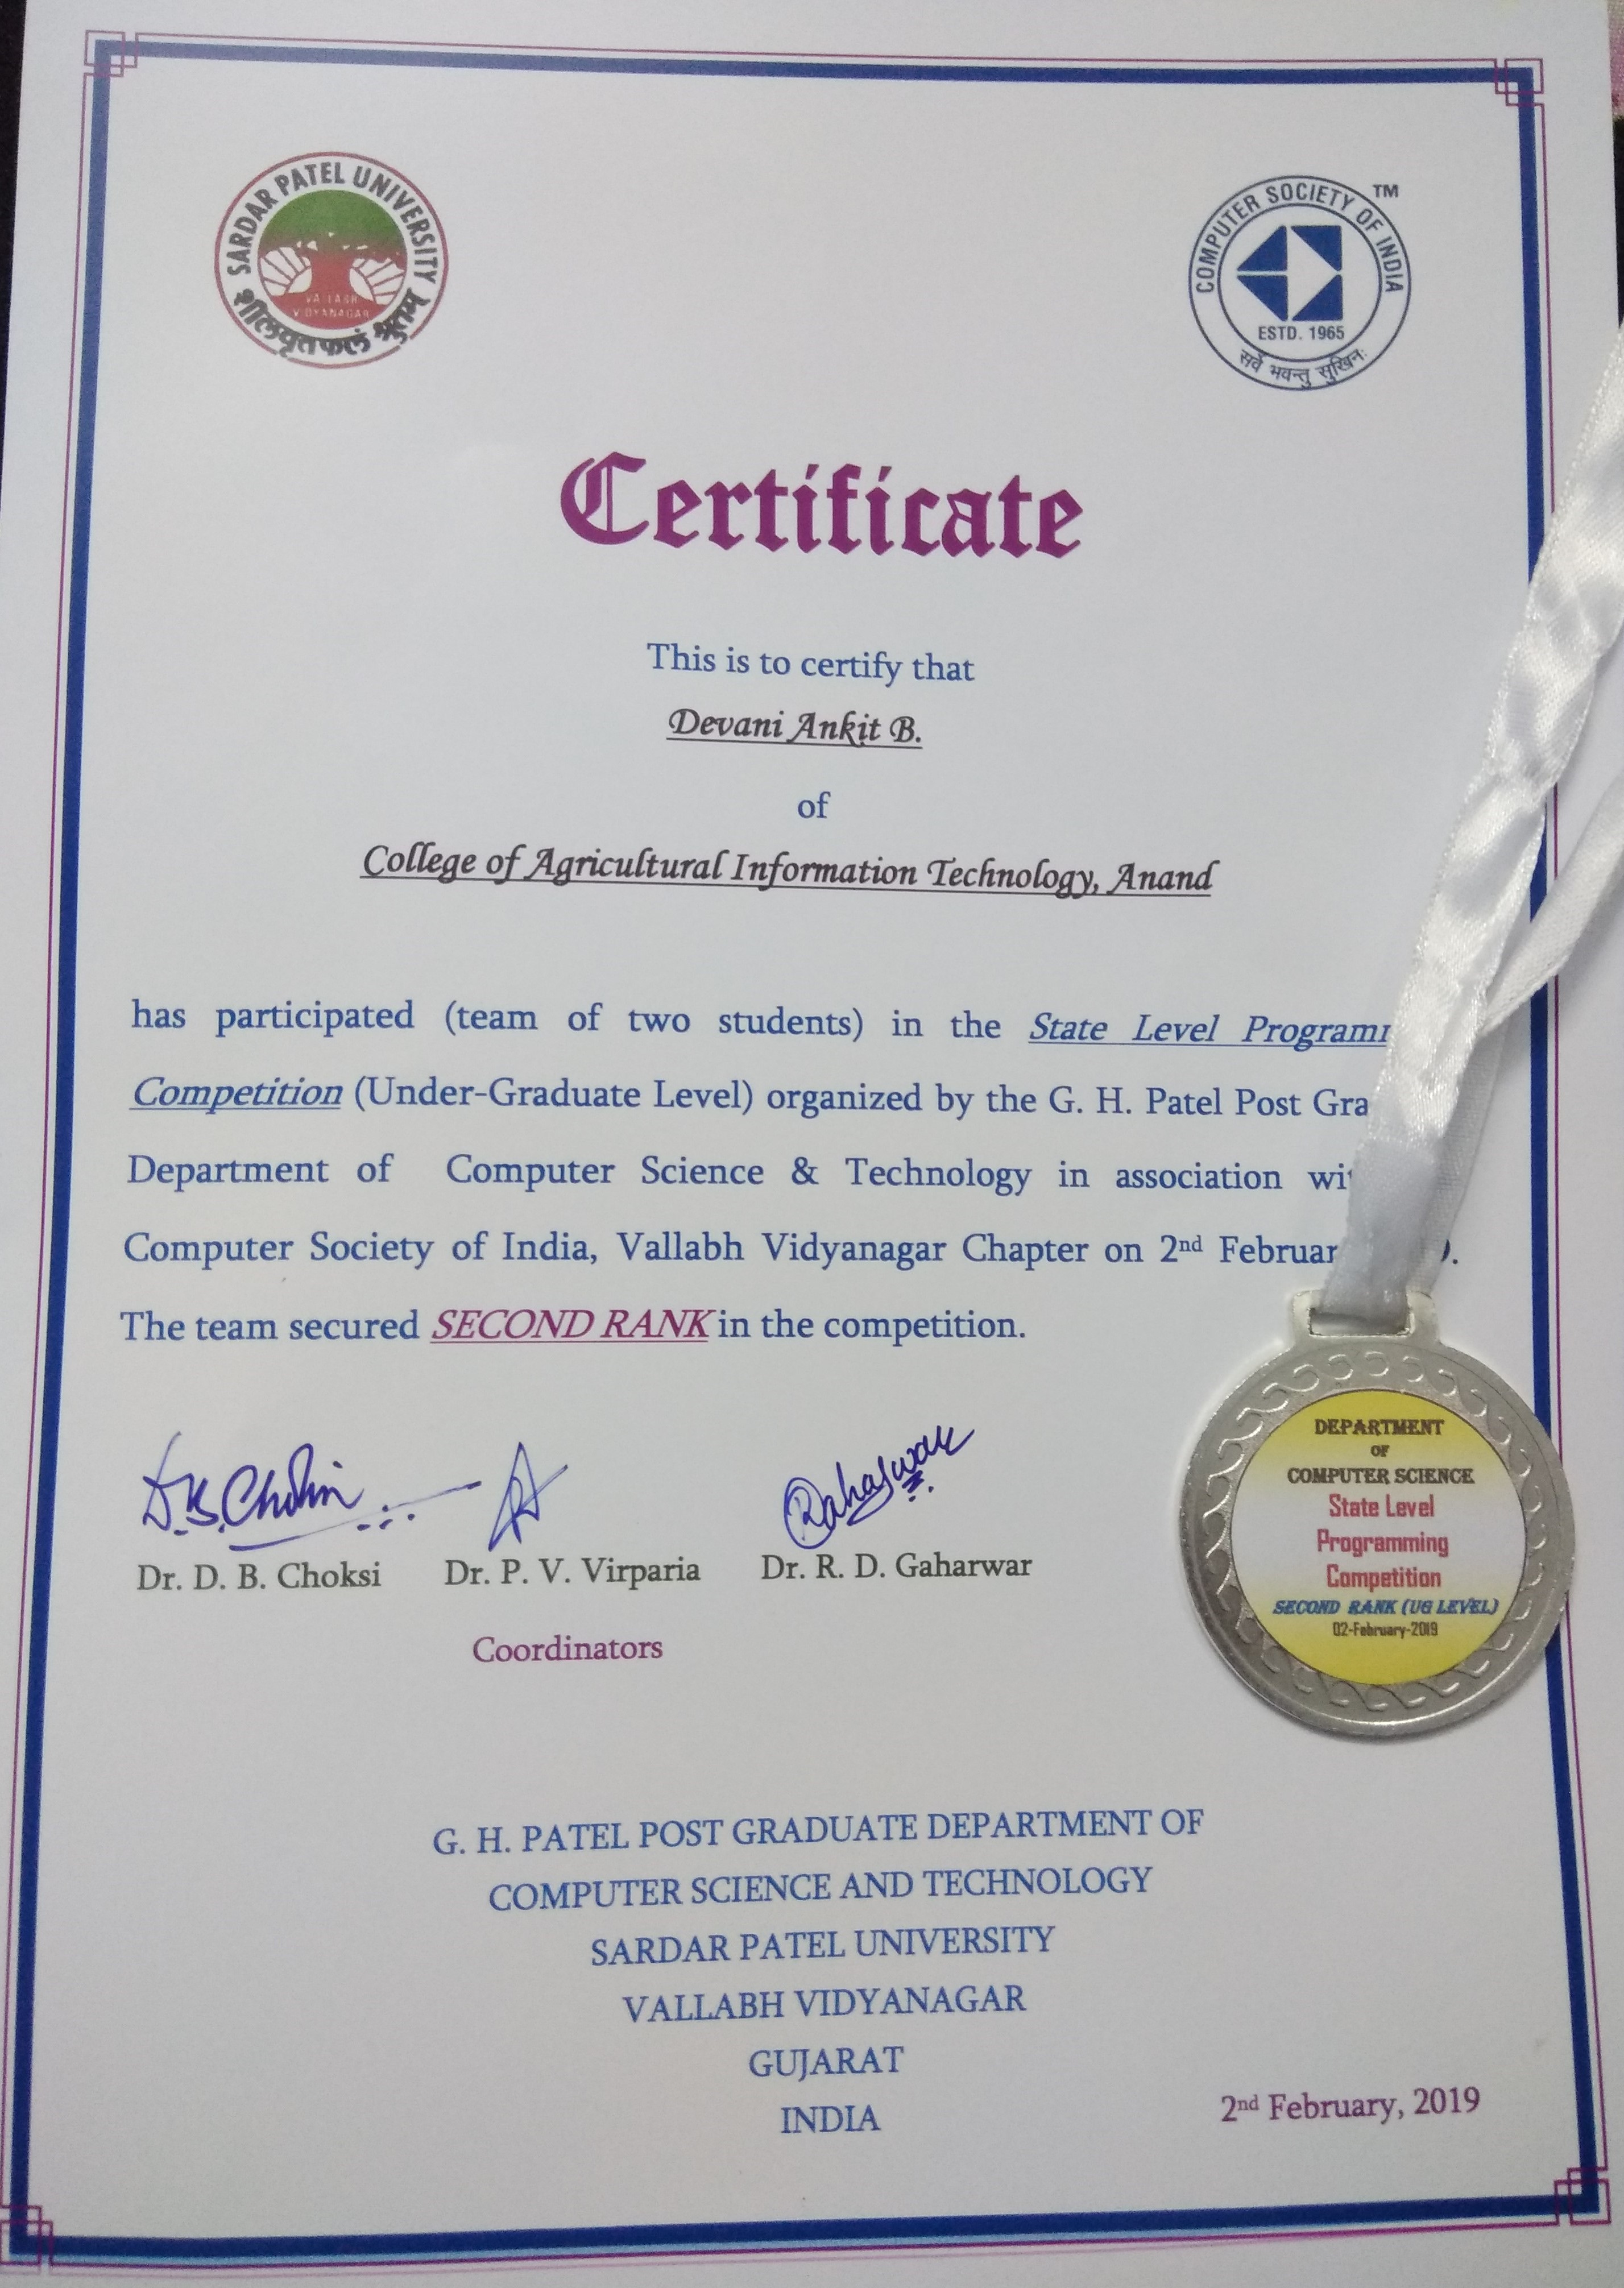 SARDAR PATEL UNIVERSITY
VALLABH
VIDYANAGAR
शीलवृतफलं श्रुतम
COMPUTER SOCIETY OF INDIA
TM
ESTD. 1965
सर्वे भवन्तु सुखिनः
Certificate
This is to certify that
Devani Ankit B.
of
College of Agricultural Information Technology, Anand
has participated (team of two students) in the State Level Programm
Competition (Under-Graduate Level) organized by the G. H. Patel Post Gra
Department of Computer Science & Technology in association wit
Computer Society of India, Vallabh Vidyanagar Chapter on 2nd Februar
The team secured SECOND RANK in the competition.
D.B.Choksi
Dr. D. B. Choksi Dr. P. V. Virparia Dr. R. D. Gaharwar
Coordinators
DEPARTMENT
OF
COMPUTER SCIENCE
State Level
Programming
Competition
SECOND RANK (UG LEVEL)
02-February-2019
G. H. PATEL POST GRADUATE DEPARTMENT OF
COMPUTER SCIENCE AND TECHNOLOGY
SARDAR PATEL UNIVERSITY
VALLABH VIDYANAGAR
GUJARAT
INDIA
2nd February, 2019